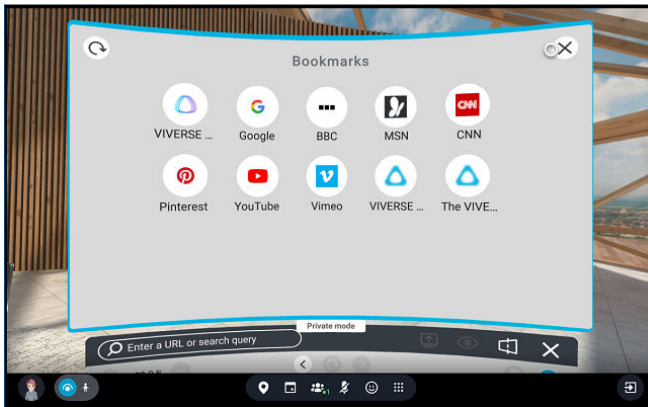 Bookmarks
VIVERSE ...
Google
BBC
MSN
CNN
Pinterest
YouTube
Vimeo
VIVERSE ...
The VIVE...
Private mode
Enter a URL or search query
1